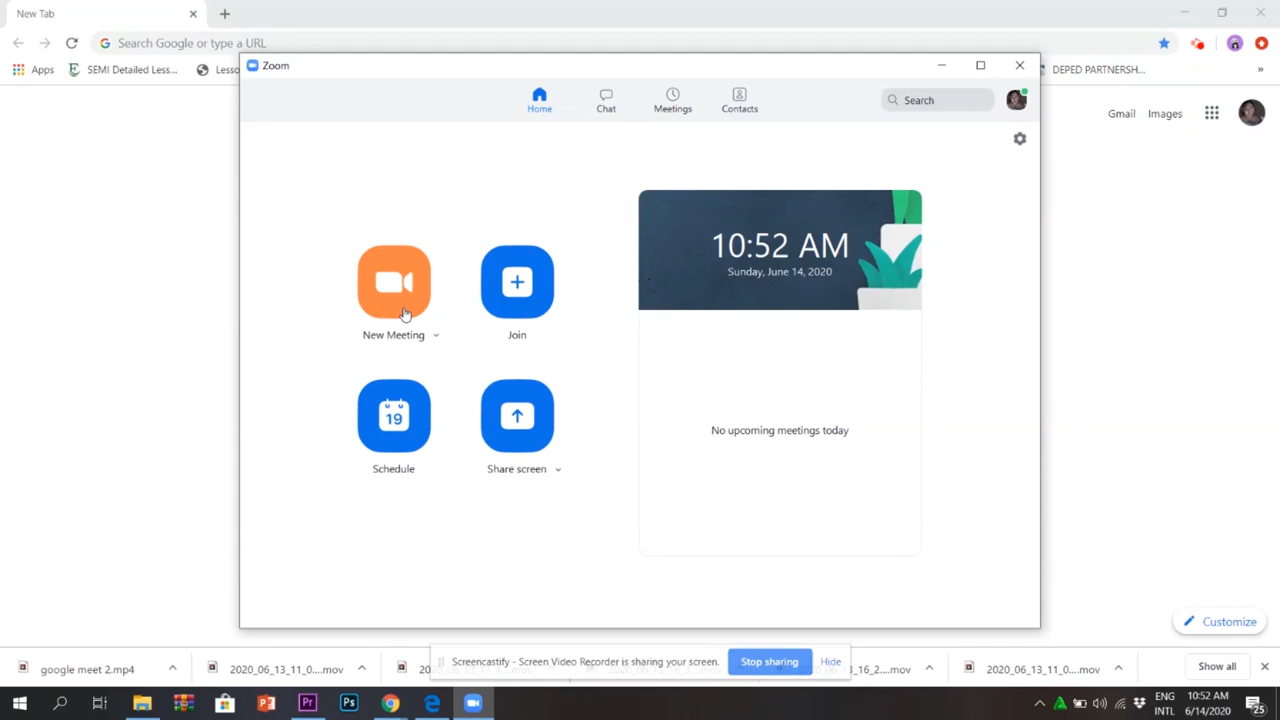 New Tab
Search Google or type a URL
Apps
SEMI Detailed Less...
DEPED PARTNERSH...
Zoom
Home
Chat
Meetings
Contacts
Search
Gmail
Images
10:52 AM
Sunday, June 14, 2020
New Meeting
Join
19
No upcoming meetings today
Schedule
Share screen
Customize
Screencastify - Screen Video Recorder is sharing your screen.
Stop sharing
Hide
google meet 2.mp4
2020_06_13_11_0....mov
2020_06_13_11_0....mov
Show all
Pr
Ps
ENG
INTL
10:52 AM
6/14/2020
25